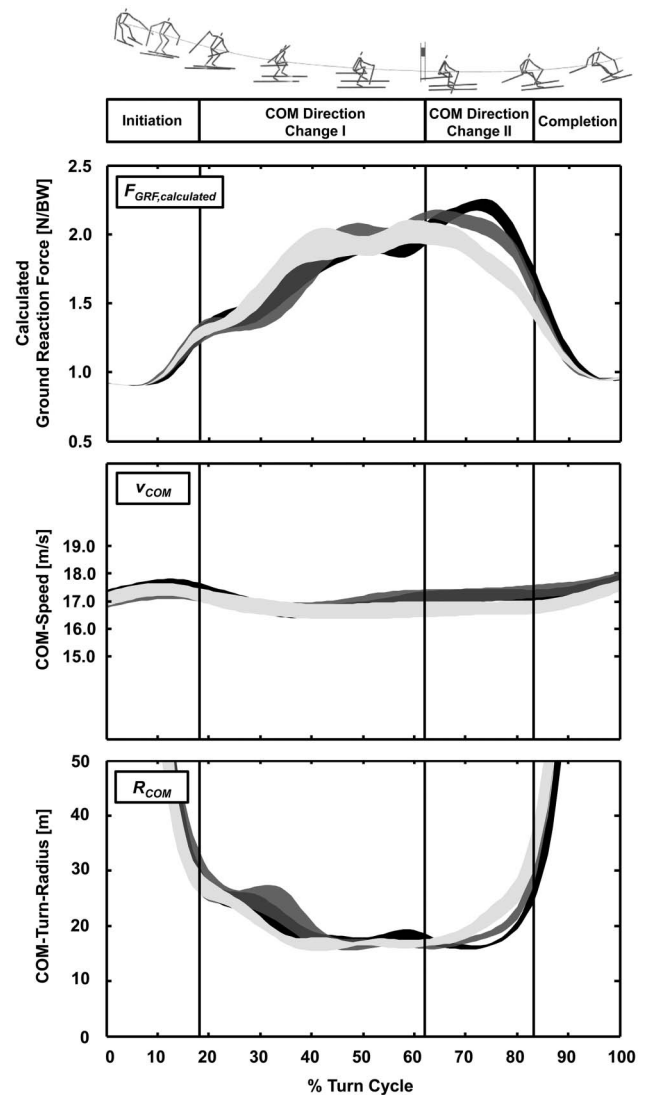 Initiation
COM Direction
Change I
COM Direction
Change II
Completion
Calculated
Ground Reaction Force [N/BW]
2.5
2.0
1.5
1.0
0.5
F_GRF,calculated
COM-Speed [m/s]
19.0
18.0
17.0
16.0
15.0
v_COM
COM-Turn-Radius [m]
50
40
30
20
10
0
R_COM
0 10 20 30 40 50 60 70 80 90 100
% Turn Cycle